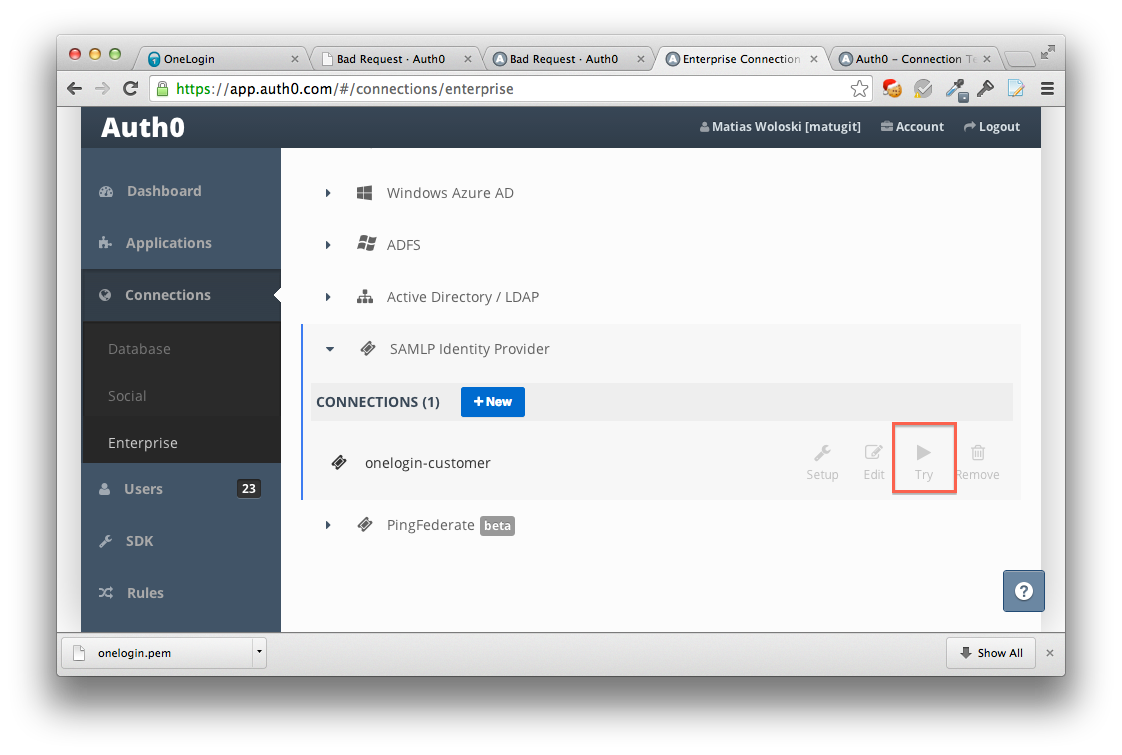 OneLogin
Bad Request · Auth0
Bad Request · Auth0
Enterprise Connection
Auth0 – Connection Te
https://app.auth0.com/#/connections/enterprise
Auth0
Matias Woloski [matugit]
Account
Logout
Dashboard
Applications
Connections
Database
Social
Enterprise
Users
23
SDK
Rules
Windows Azure AD
ADFS
Active Directory / LDAP
SAMLP Identity Provider
CONNECTIONS (1)
+ New
onelogin-customer
Setup
Edit
Try
Remove
PingFederate beta
?
onelogin.pem
Show All